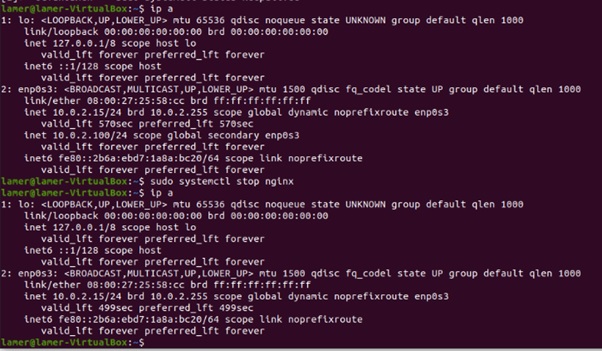 lamer@lamer-VirtualBox:~$ ip a
1: lo: <LOOPBACK,UP,LOWER_UP> mtu 65536 qdisc noqueue state UNKNOWN group default qlen 1000
    link/loopback 00:00:00:00:00:00 brd 00:00:00:00:00:00
    inet 127.0.0.1/8 scope host lo
       valid_lft forever preferred_lft forever
    inet6 ::1/128 scope host
       valid_lft forever preferred_lft forever
2: enp0s3: <BROADCAST,MULTICAST,UP,LOWER_UP> mtu 1500 qdisc fq_codel state UP group default qlen 1000
    link/ether 08:00:27:25:58:cc brd ff:ff:ff:ff:ff:ff
    inet 10.0.2.15/24 brd 10.0.2.255 scope global dynamic noprefixroute enp0s3
       valid_lft 570sec preferred_lft 570sec
    inet 10.0.2.100/24 scope global secondary enp0s3
       valid_lft forever preferred_lft forever
    inet6 fe80::2b6a:ebd7:1a8a:bc20/64 scope link noprefixroute
       valid_lft forever preferred_lft forever
lamer@lamer-VirtualBox:~$ sudo systemctl stop nginx
lamer@lamer-VirtualBox:~$ ip a
1: lo: <LOOPBACK,UP,LOWER_UP> mtu 65536 qdisc noqueue state UNKNOWN group default qlen 1000
    link/loopback 00:00:00:00:00:00 brd 00:00:00:00:00:00
    inet 127.0.0.1/8 scope host lo
       valid_lft forever preferred_lft forever
    inet6 ::1/128 scope host
       valid_lft forever preferred_lft forever
2: enp0s3: <BROADCAST,MULTICAST,UP,LOWER_UP> mtu 1500 qdisc fq_codel state UP group default qlen 1000
    link/ether 08:00:27:25:58:cc brd ff:ff:ff:ff:ff:ff
    inet 10.0.2.15/24 brd 10.0.2.255 scope global dynamic noprefixroute enp0s3
       valid_lft 499sec preferred_lft 499sec
    inet6 fe80::2b6a:ebd7:1a8a:bc20/64 scope link noprefixroute
       valid_lft forever preferred_lft forever
lamer@lamer-VirtualBox:~$